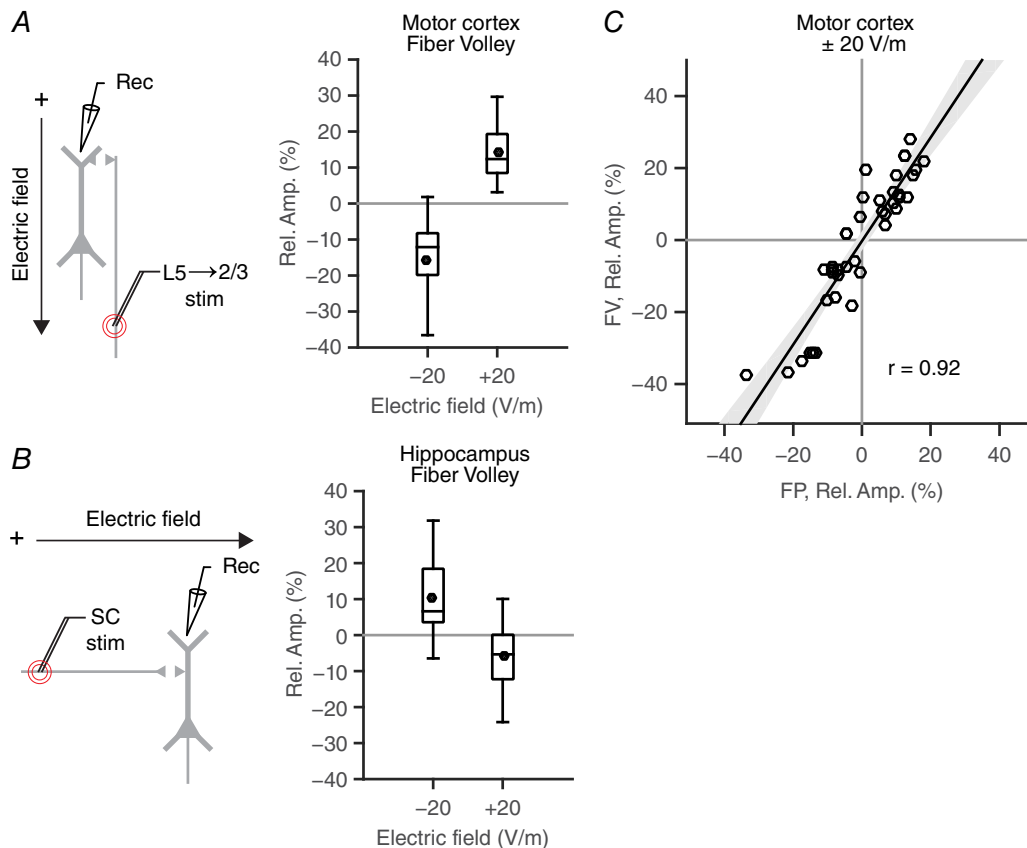 A
+
Rec
Electric field
L5→2/3
stim
Motor cortex
Fiber Volley
Rel. Amp. (%)
40
30
20
10
0
−10
−20
−30
−40
−20
+20
Electric field (V/m)
B
+
Electric field
Rec
SC
stim
Hippocampus
Fiber Volley
Rel. Amp. (%)
40
30
20
10
0
−10
−20
−30
−40
−20
+20
Electric field (V/m)
C
Motor cortex
± 20 V/m
FV, Rel. Amp. (%)
40
20
0
−20
−40
r = 0.92
−40
−20
0
20
40
FP, Rel. Amp. (%)